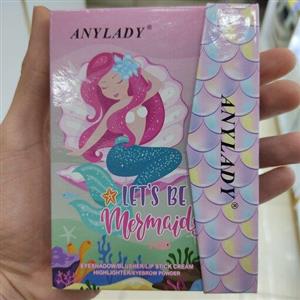 ANYLADY®
LET'S BE
Mermaids
EYESHADOW/BLUSHER/LIP STICK CREAM
HIGHLIGHTER/EYEBROW POWDER
ANYLADY®